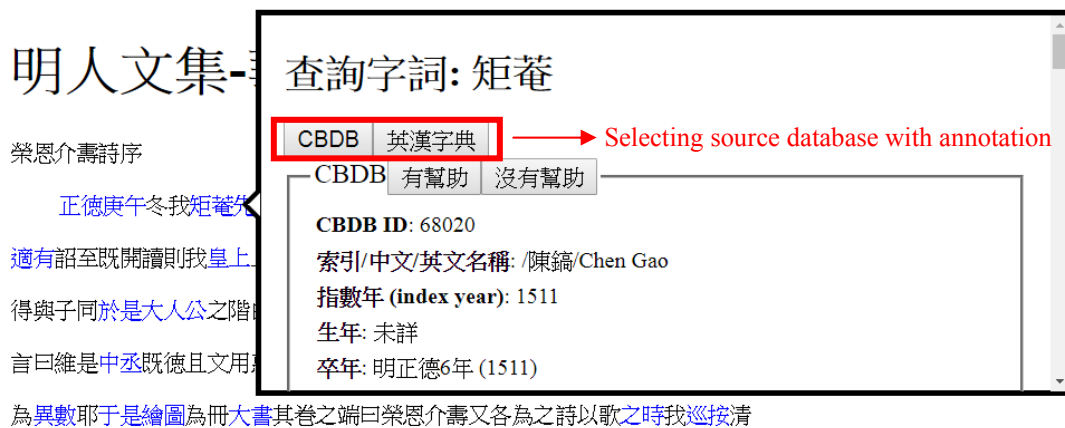 明人文集-
榮恩介壽詩序
正德庚午冬我矩菴先
適有詔至既開讀則我皇上
得與子同於是大人公之階
言曰維是中丞既德且文用
為異數耶于是繪圖為冊大書其卷之端曰榮恩介壽又各為之詩以歌之時我巡按清
查詢字詞: 矩菴
CBDB 英漢字典 Selecting source database with annotation
CBDB 有幫助 沒有幫助
CBDB ID: 68020
索引/中文/英文名稱: /陳鎬/Chen Gao
指數年 (index year): 1511
生年: 未詳
卒年: 明正德6年 (1511)